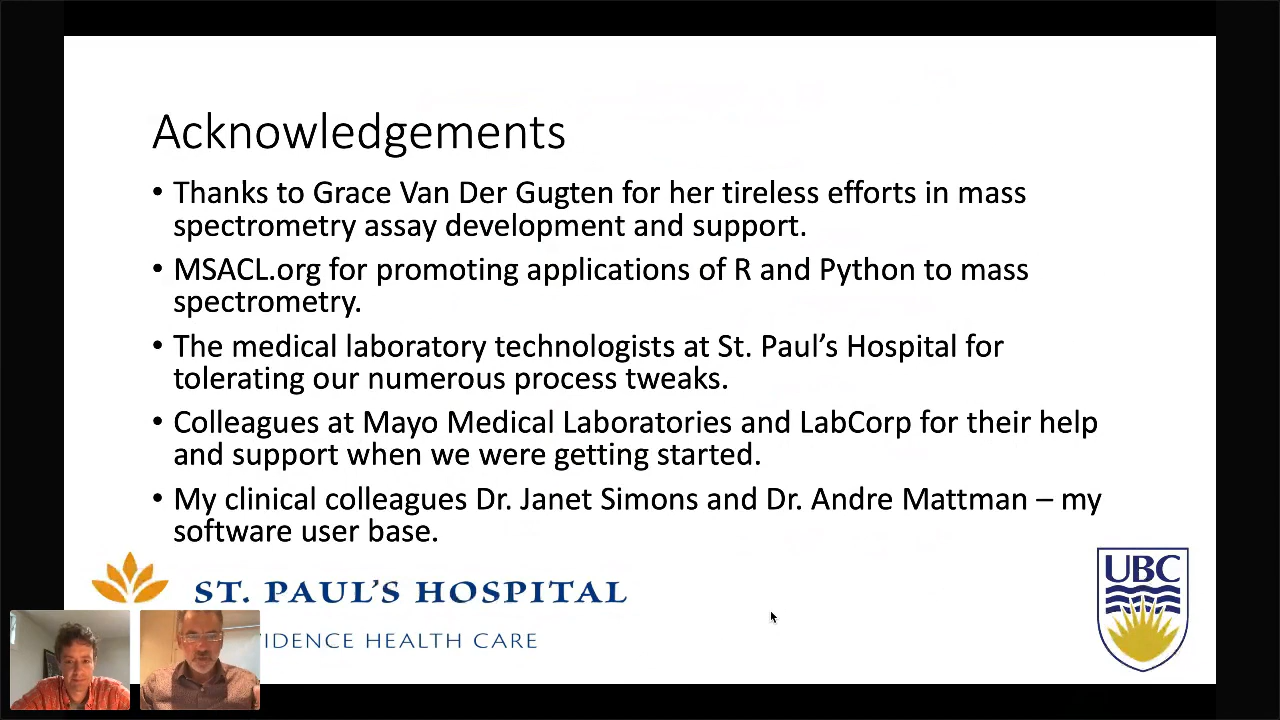 Acknowledgements
• Thanks to Grace Van Der Gugten for her tireless efforts in mass
spectrometry assay development and support.
• MSACL.org for promoting applications of R and Python to mass
spectrometry.
• The medical laboratory technologists at St. Paul’s Hospital for
tolerating our numerous process tweaks.
• Colleagues at Mayo Medical Laboratories and LabCorp for their help
and support when we were getting started.
• My clinical colleagues Dr. Janet Simons and Dr. Andre Mattman – my
software user base.
ST. PAUL’S HOSPITAL
HEALTH CARE
UBC